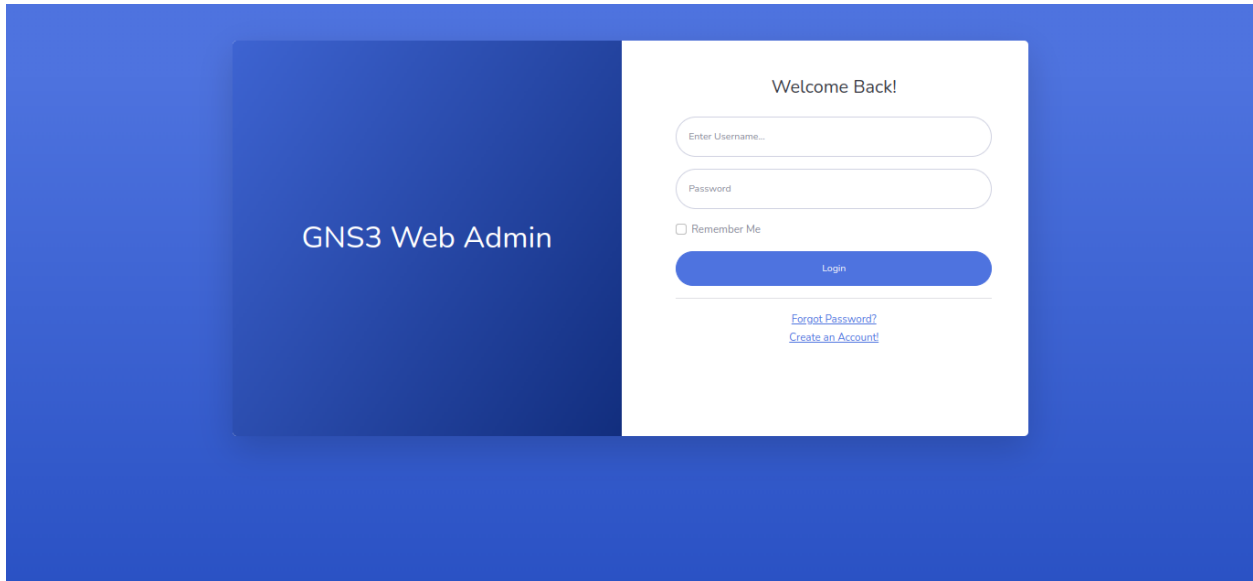 GNS3 Web Admin
Welcome Back!
Enter Username...
Password
Remember Me
Login
Forgot Password?
Create an Account!